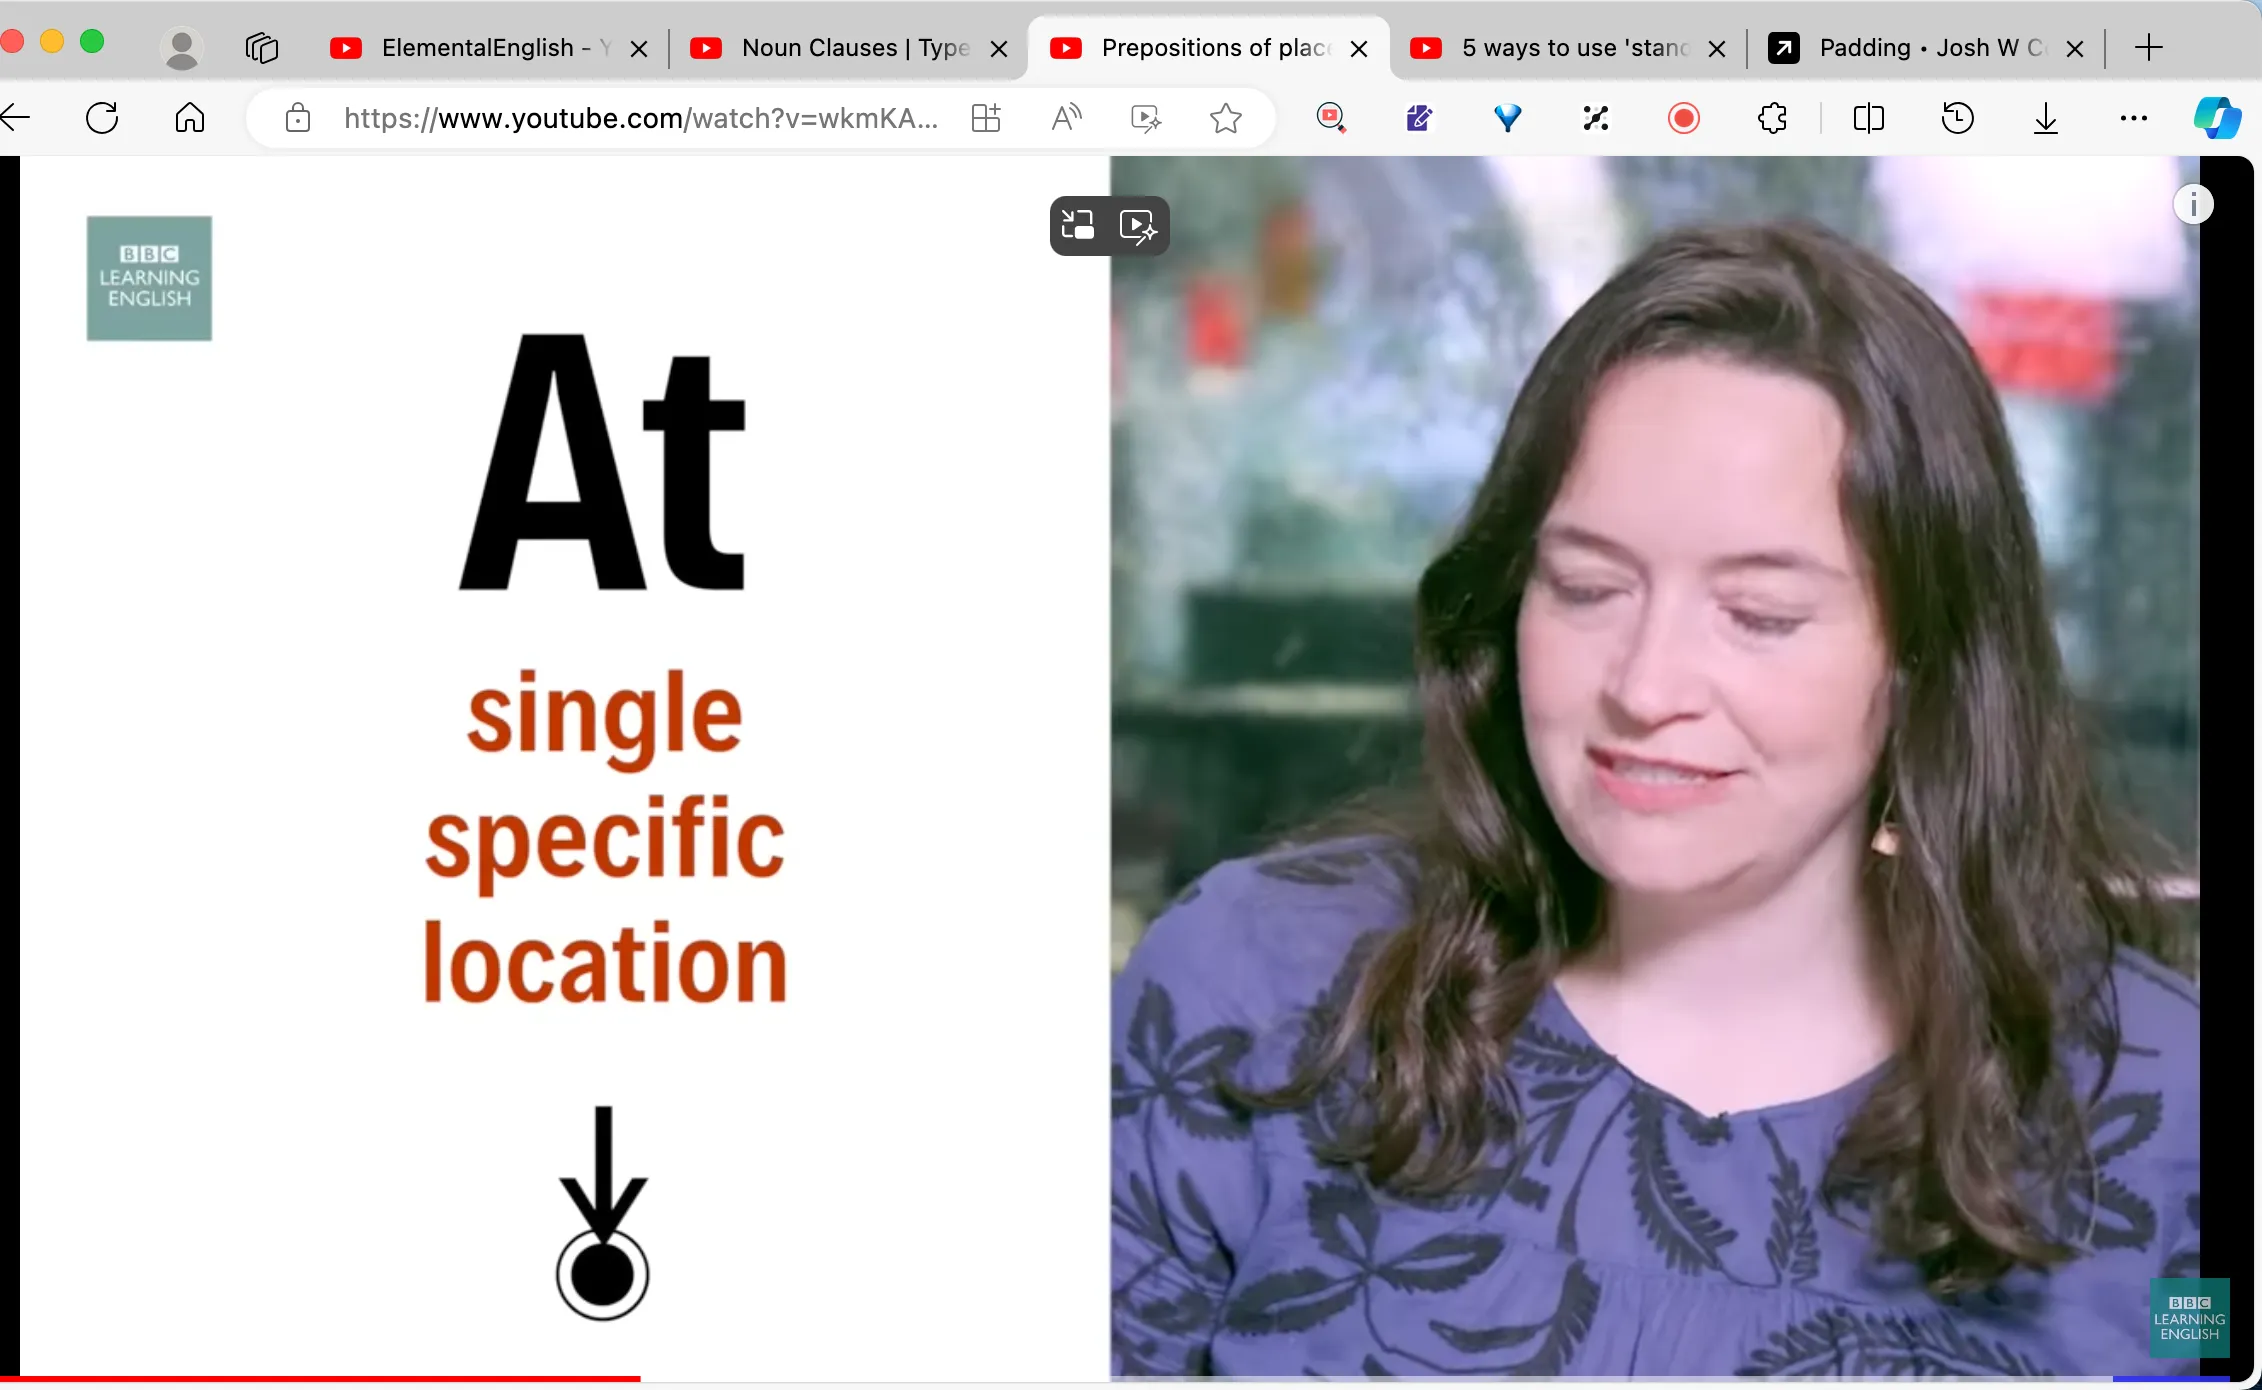 ElementalEnglish - Y
Noun Clauses | Type
Prepositions of plac
5 ways to use 'stand
Padding • Josh W C
https://www.youtube.com/watch?v=wkmKA...
BBC
LEARNING
ENGLISH
At
single
specific
location
BBC
LEARNING
ENGLISH